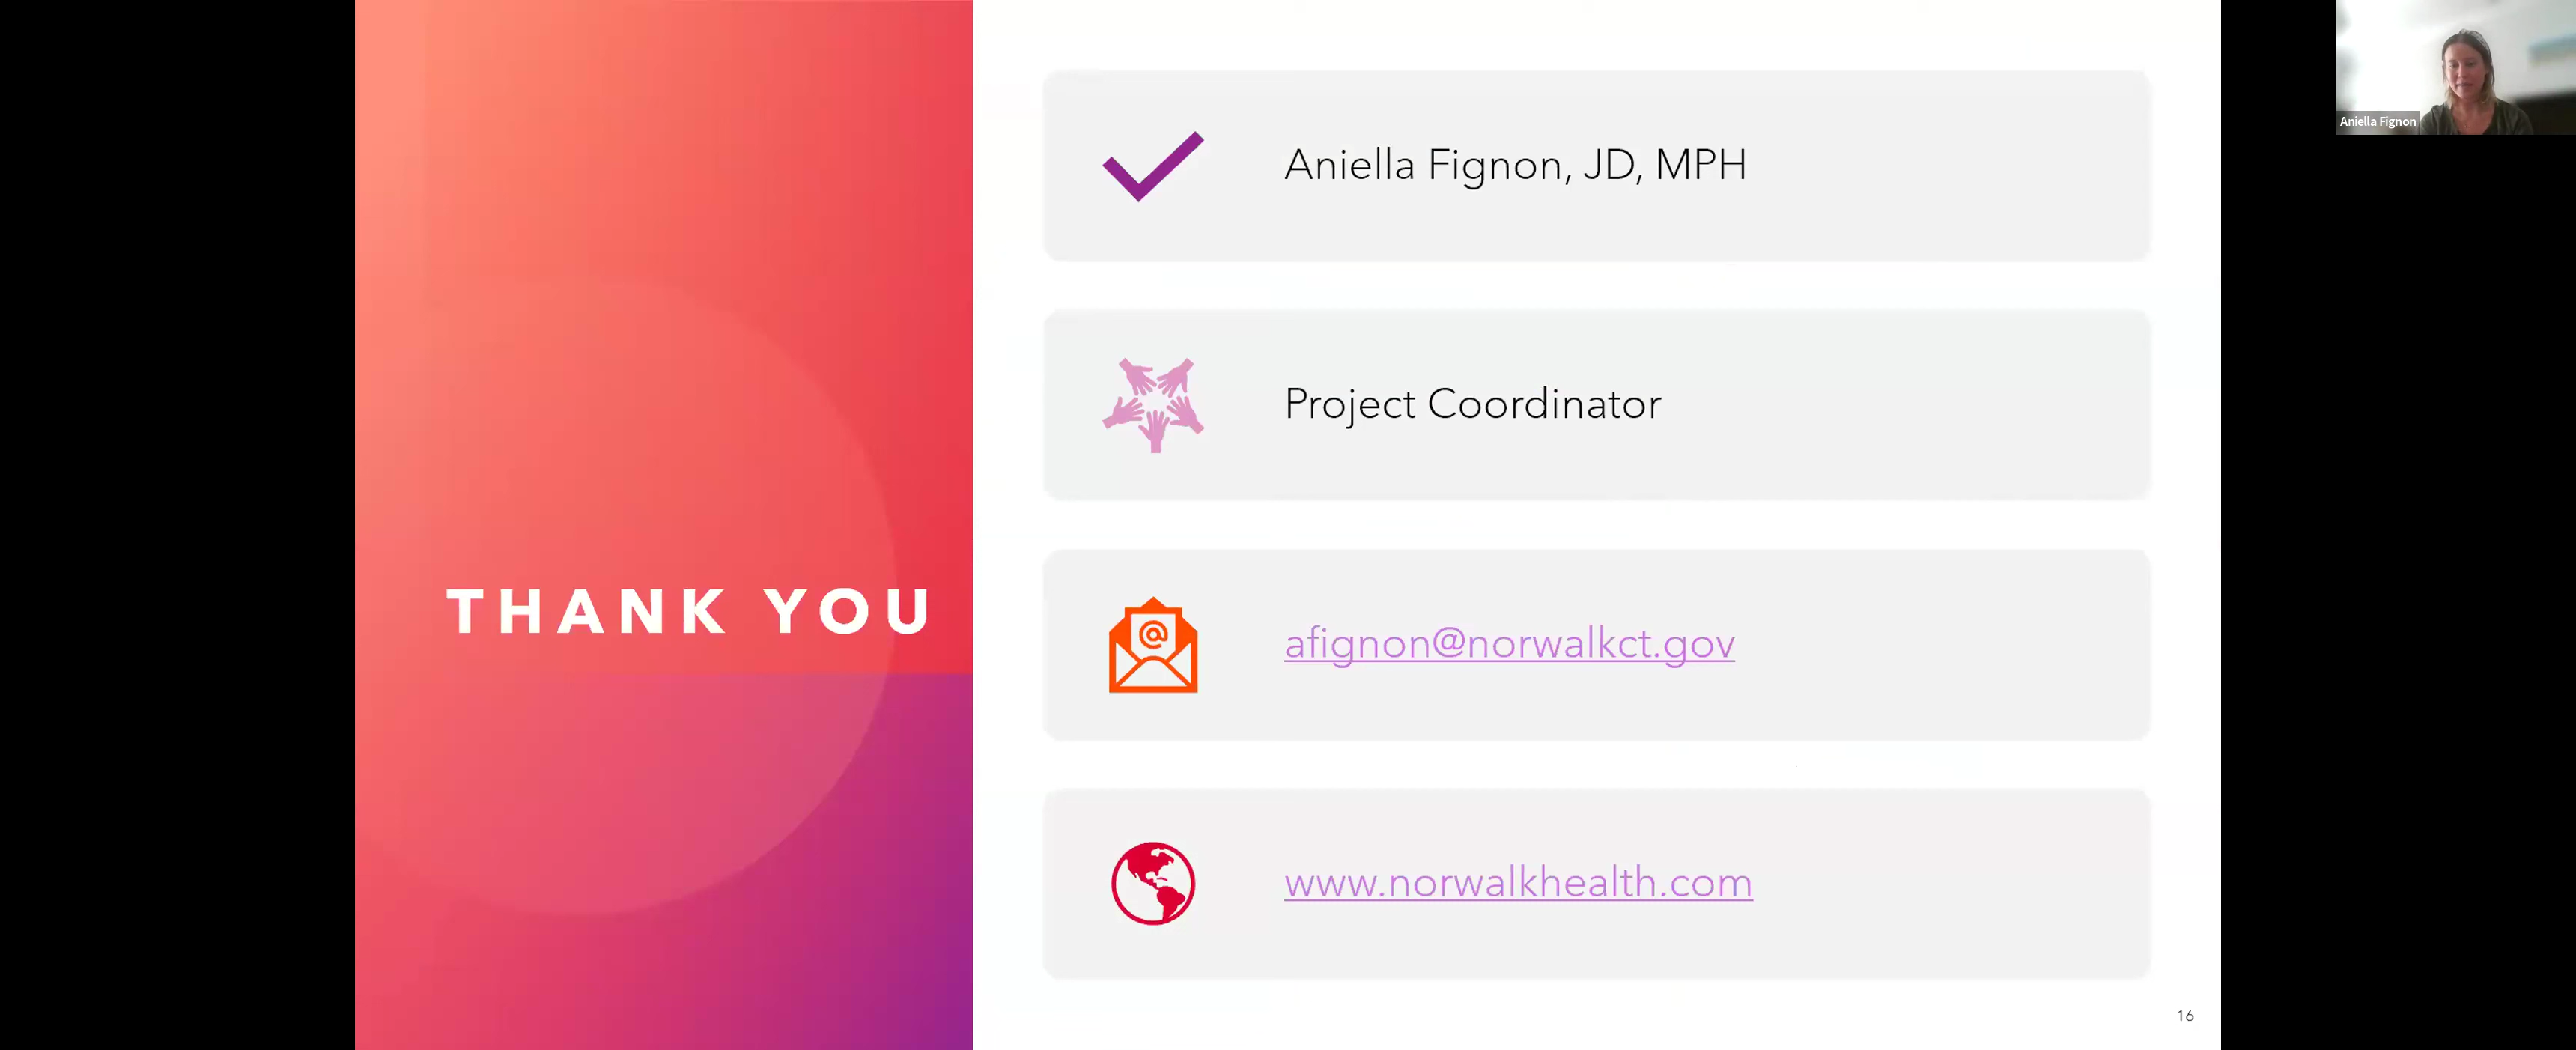 THANK YOU
Aniella Fignon, JD, MPH
Project Coordinator
@
afignon@norwalkct.gov
www.norwalkhealth.com
16
Aniella Fignon